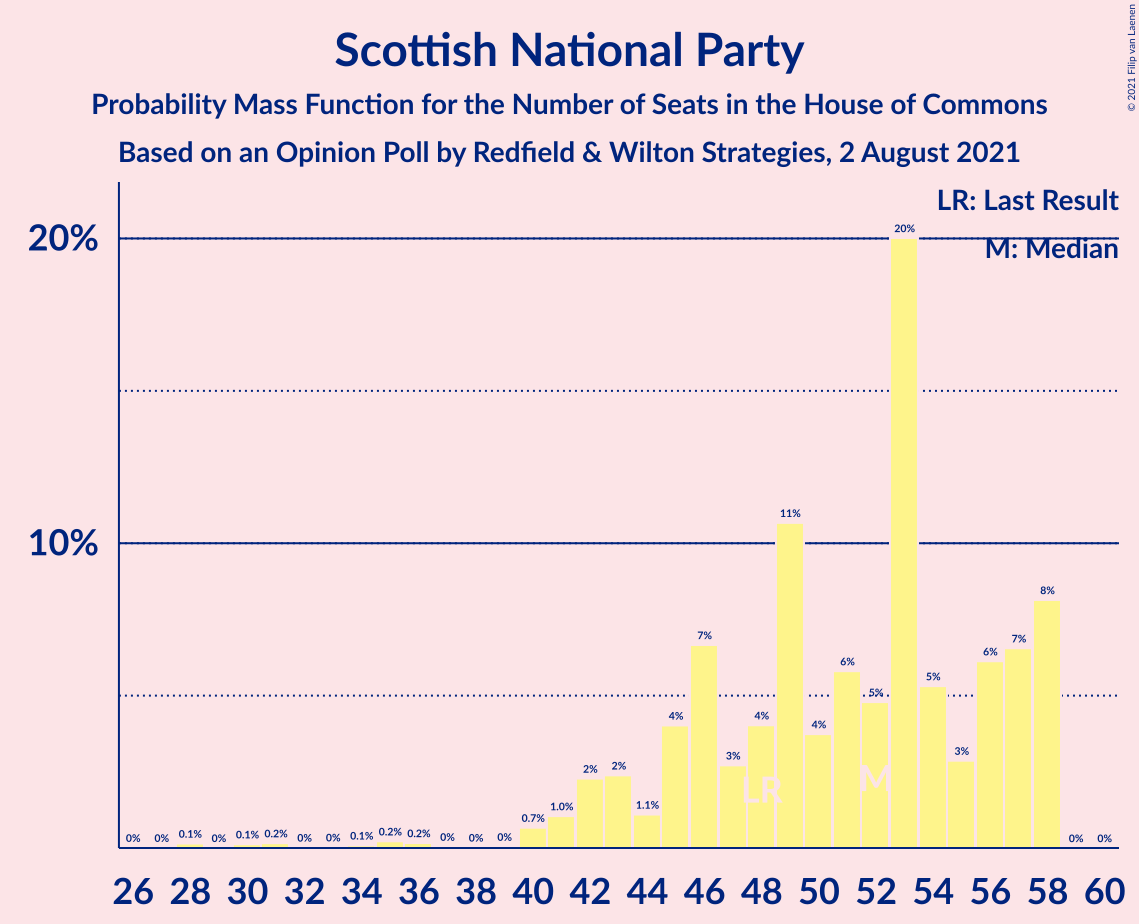 Scottish National Party
Probability Mass Function for the Number of Seats in the House of Commons
Based on an Opinion Poll by Redfield & Wilton Strategies, 2 August 2021
© 2021 Filip van Laenen
LR: Last Result
M: Median
20%
10%
0% 0% 0.1% 0% 0.1% 0.2% 0% 0% 0.1% 0.2% 0.2% 0% 0% 0% 0.7% 1.0% 2% 2% 1.1% 4% 7% 3% 4% 11% 4% 6% 5% 20% 5% 3% 6% 7% 8% 0% 0%
LR M
26 28 30 32 34 36 38 40 42 44 46 48 50 52 54 56 58 60